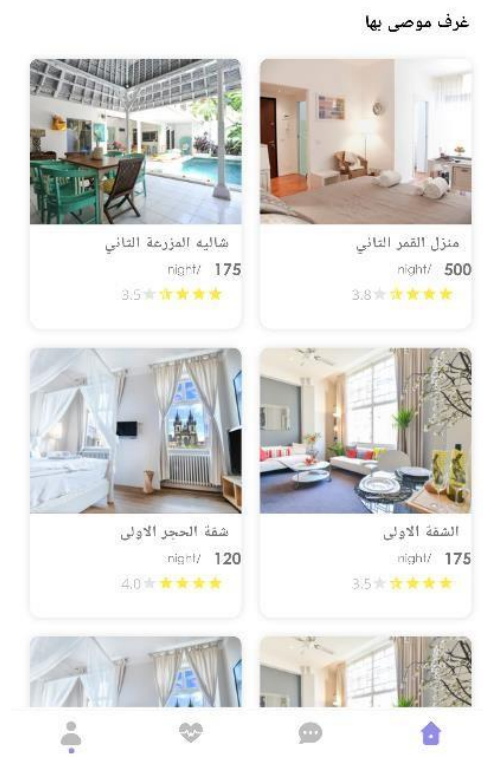 غرف موصى بها
منزل القمر الثاني
500 /night
3.8
شاليه المزرعة الثاني
175 /night
3.5
الشقة الاولى
175 /night
3.5
شقة الحجر الاولى
120 /night
4.0